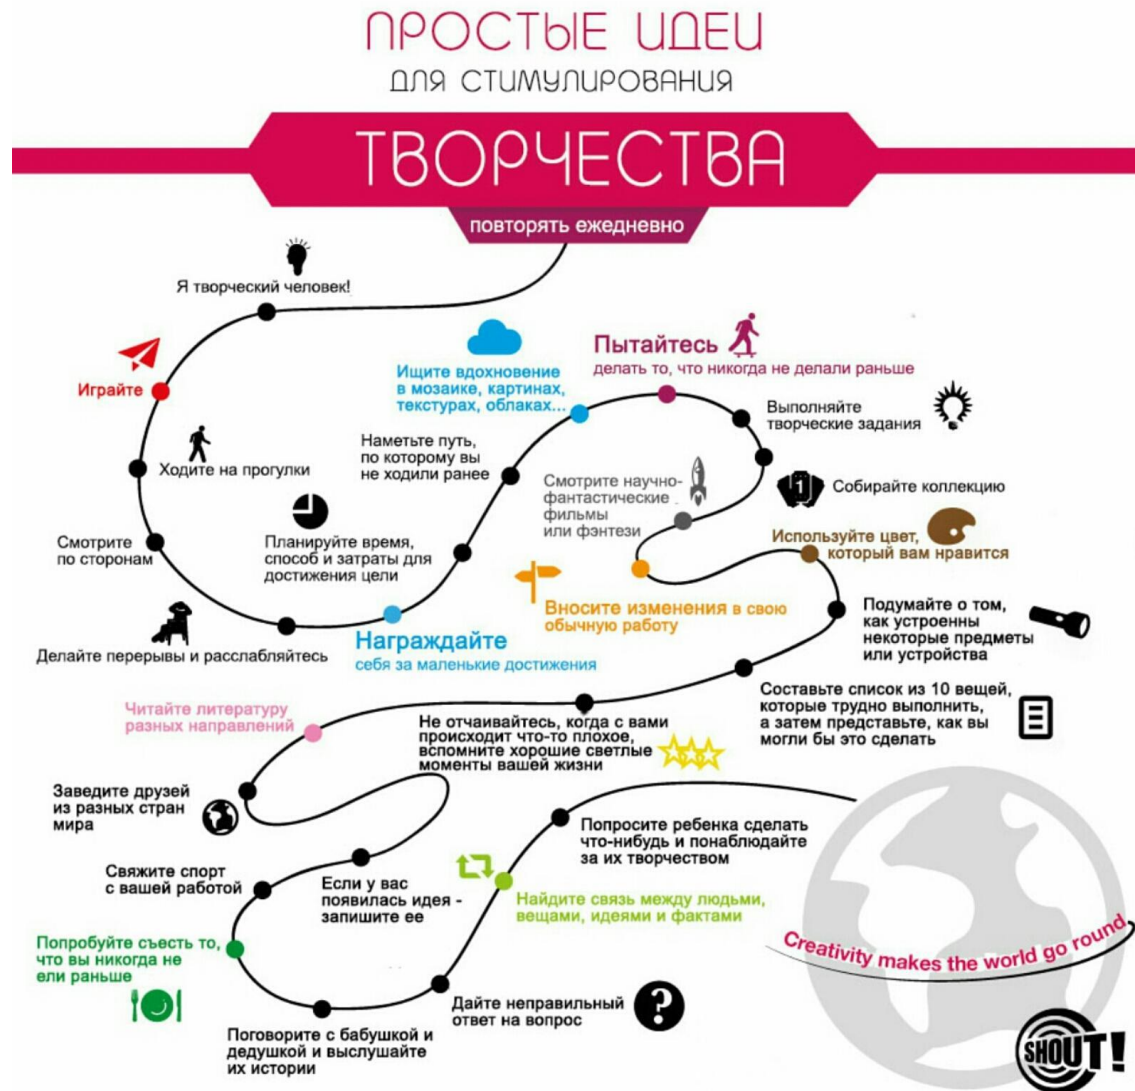 ПРОСТЫЕ ИДЕИ
ДЛЯ СТИМУЛИРОВАНИЯ
ТВОРЧЕСТВА
повторять ежедневно
Я творческий человек!
Играйте
Ходите на прогулки
Смотрите
по сторонам
Делайте перерывы и расслабляйтесь
Награждайте
себя за маленькие достижения
Планируйте время,
способ и затраты для
достижения цели
Наметьте путь,
по которому вы
не ходили ранее
Ищите вдохновение
в мозаике, картинах,
текстурах, облаках...
Пытайтесь
делать то, что никогда не делали раньше
Выполняйте
творческие задания
1
Собирайте коллекцию
Смотрите научно-
фантастические
фильмы
или фэнтези
Вносите изменения в свою
обычную работу
Используйте цвет,
который вам нравится
Подумайте о том,
как устроенны
некоторые предметы
или устройства
Составьте список из 10 вещей,
которые трудно выполнить,
а затем представьте, как вы
могли бы это сделать
Не отчаивайтесь, когда с вами
происходит что-то плохое,
вспомните хорошие светлые
моменты вашей жизни
Читайте литературу
разных направлений
Заведите друзей
из разных стран
мира
Если у вас
появилась идея -
запишите ее
Свяжите спорт
с вашей работой
Попробуйте съесть то,
что вы никогда не
ели раньше
Поговорите с бабушкой и
дедушкой и выслушайте
их истории
Дайте неправильный
ответ на вопрос
?
Найдите связь между людьми,
вещами, идеями и фактами
Попросите ребенка сделать
что-нибудь и понаблюдайте
за их творчеством
Creativity makes the world go round
SHOUT!